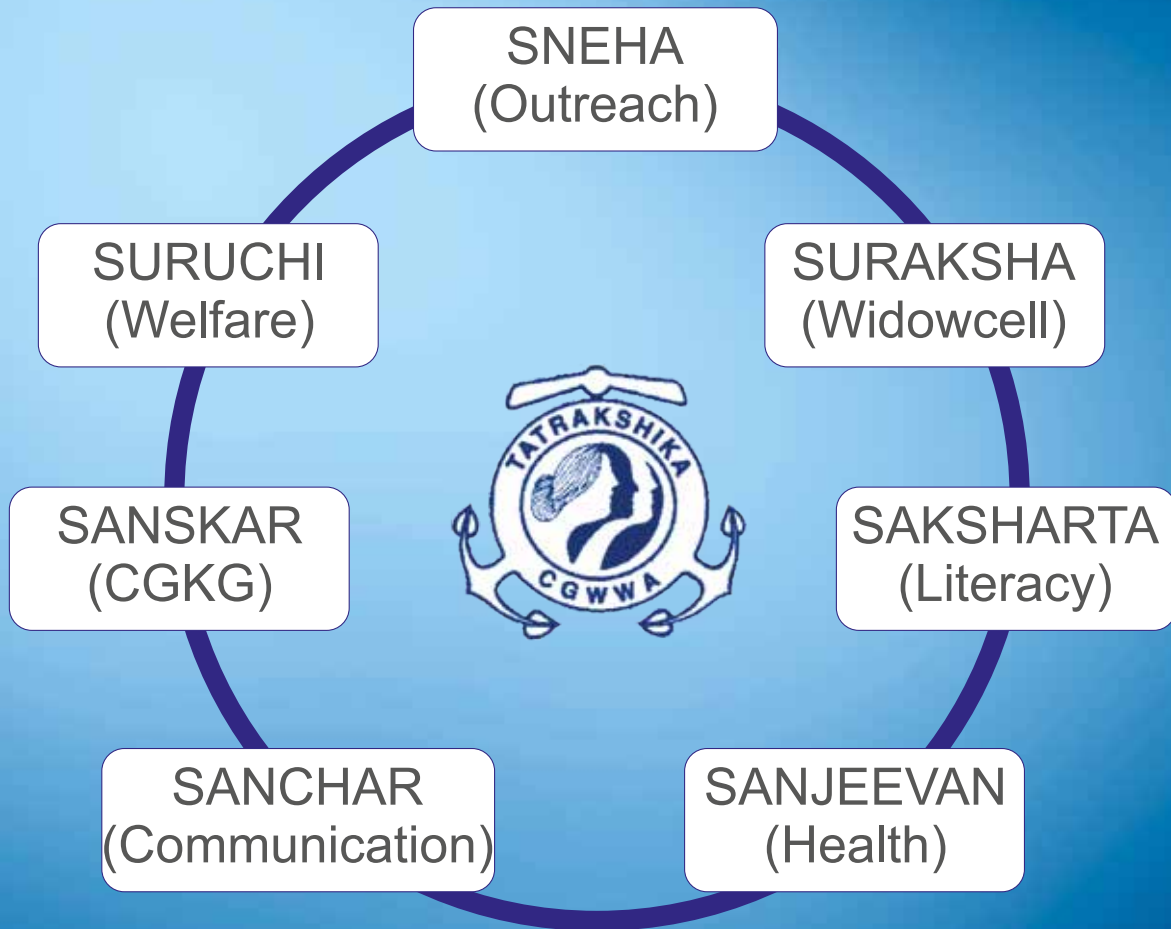 SNEHA
(Outreach)
SURUCHI
(Welfare)
SURAKSHA
(Widowcell)
TATRAKSHIKA
CGWWA
SANSKAR
(CGKG)
SAKSHARTA
(Literacy)
SANCHAR
(Communication)
SANJEEVAN
(Health)